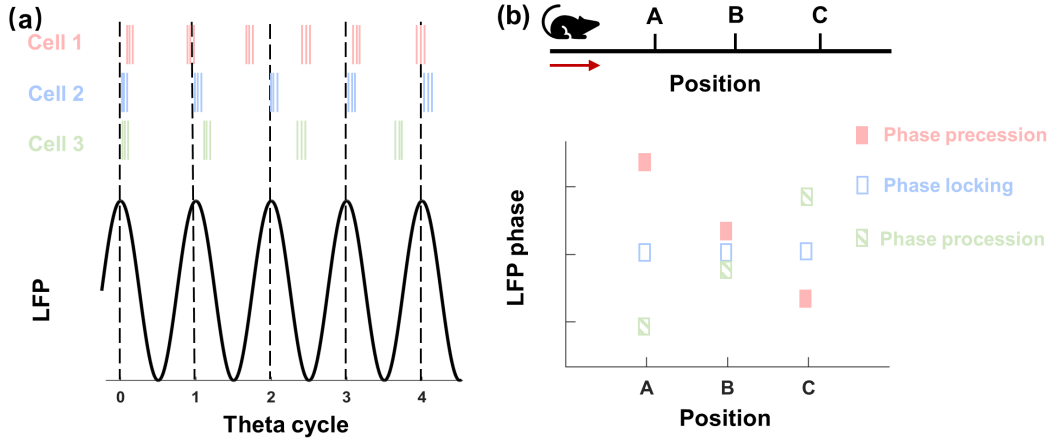 (a)
Cell 1
Cell 2
Cell 3
LFP
0 1 2 3 4
Theta cycle
(b)
A B C
Position
Phase precession
Phase locking
Phase procession
LFP phase
A B C
Position